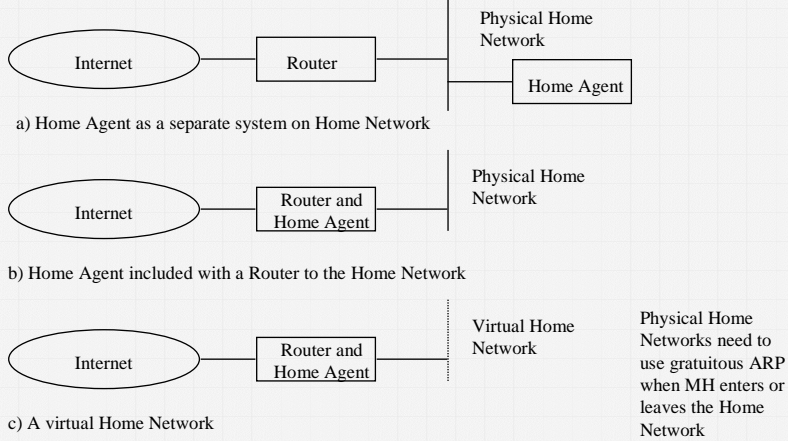 Physical Home
Network
Internet
Router
Home Agent
a) Home Agent as a separate system on Home Network
Physical Home
Network
Internet
Router and
Home Agent
b) Home Agent included with a Router to the Home Network
Virtual Home
Network
Internet
Router and
Home Agent
Physical Home
Networks need to
use gratuitous ARP
when MH enters or
leaves the Home
Network
c) A virtual Home Network